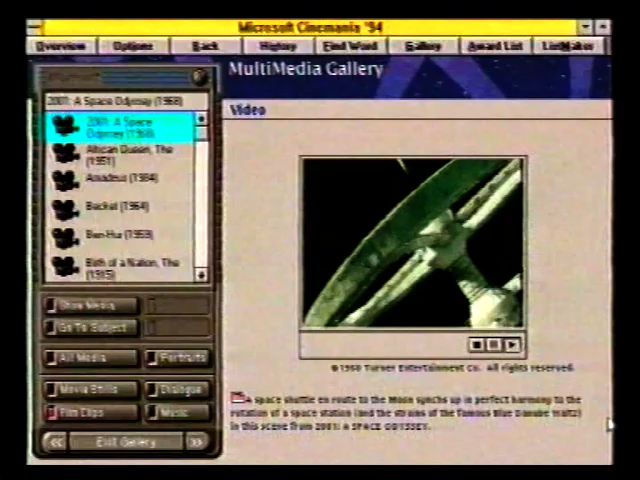 Microsoft Cinemania '94
Overview Options Back History Find Word Gallery Award List ListMaker
MultiMedia Gallery
2001: A Space Odyssey (1968)
Video
2001: A Space
Odyssey (1968)
African Queen, The
(1951)
Amadeus (1984)
Becket (1964)
Ben-Hur (1959)
Birth of a Nation, The
(1915)
Show Media
Go To Subject
All Media Portraits
Movie Stills Dialogue
Film Clips Music
<< Exit Gallery >>
©1968 Turner Entertainment Co. All rights reserved.
A space shuttle en route to the Moon synchs up in perfect harmony to the
rotation of a space station (and the strains of the famous Blue Danube Waltz)
in this scene from 2001: A SPACE ODYSSEY.